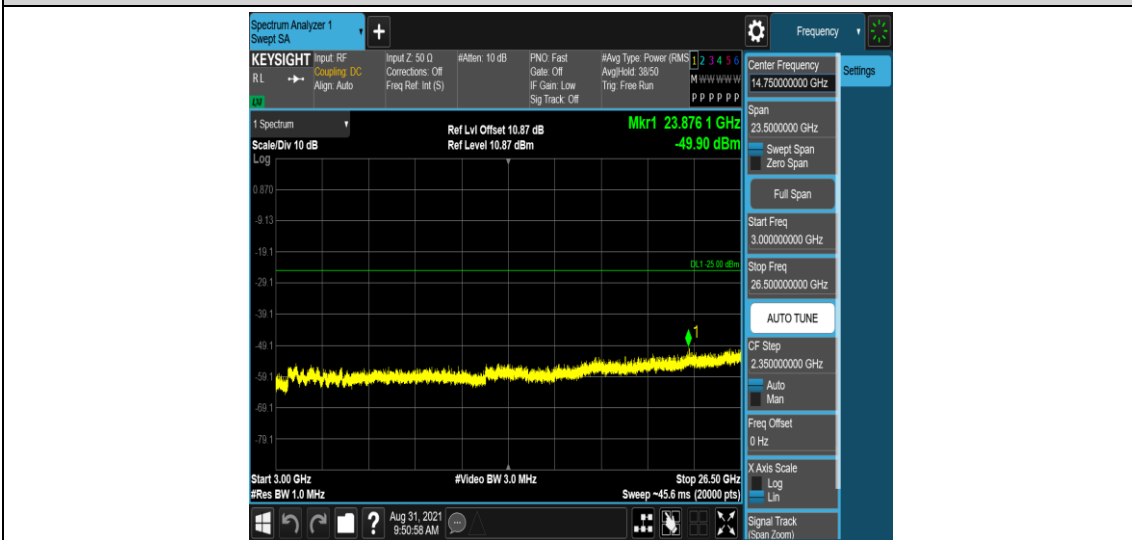 Spectrum Analyzer 1
Swept SA
+
Frequency
KEYSIGHT
RL
LXI
Input: RF
Coupling: DC
Align: Auto
Input Z: 50 Ω
Corrections: Off
Freq Ref: Int (S)
#Atten: 10 dB
PNO: Fast
Gate: Off
IF Gain: Low
Sig Track: Off
#Avg Type: Power (RMS
Avg|Hold: 38/50
Trig: Free Run
1 2 3 4 5 6
M W W W W W
P P P P P P
1 Spectrum
Scale/Div 10 dB
Log
Ref Lvl Offset 10.87 dB
Ref Level 10.87 dBm
Mkr1 23.876 1 GHz
-49.90 dBm
0.870
-9.13
-19.1
DL1 -25.00 dBm
-29.1
-39.1
1
-49.1
-59.1
-69.1
-79.1
Start 3.00 GHz
#Video BW 3.0 MHz
Stop 26.50 GHz
#Res BW 1.0 MHz
Sweep ~45.6 ms (20000 pts)
?
Aug 31, 2021
9:50:58 AM
Center Frequency
14.750000000 GHz
Settings
Span
23.5000000 GHz
Swept Span
Zero Span
Full Span
Start Freq
3.000000000 GHz
Stop Freq
26.500000000 GHz
AUTO TUNE
CF Step
2.350000000 GHz
Auto
Man
Freq Offset
0 Hz
X Axis Scale
Log
Lin
Signal Track
(Span Zoom)